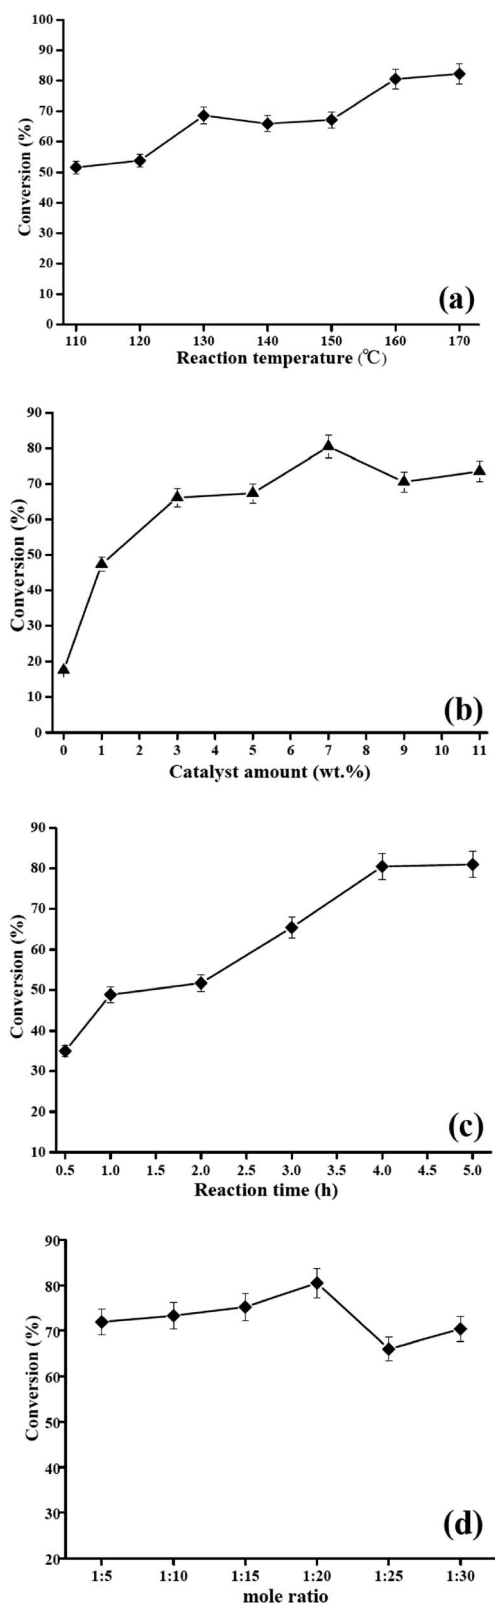 100
90
80
70
60
50
40
30
20
10
0
Conversion (%)
(a)
110 120 130 140 150 160 170
Reaction temperature (℃)
90
80
70
60
50
40
30
20
10
0
Conversion (%)
(b)
0 1 2 3 4 5 6 7 8 9 10 11
Catalyst amount (wt.%)
90
80
70
60
50
40
30
20
10
Conversion (%)
(c)
0.5 1.0 1.5 2.0 2.5 3.0 3.5 4.0 4.5 5.0
Reaction time (h)
90
80
70
60
50
40
30
20
Conversion (%)
(d)
1:5 1:10 1:15 1:20 1:25 1:30
mole ratio